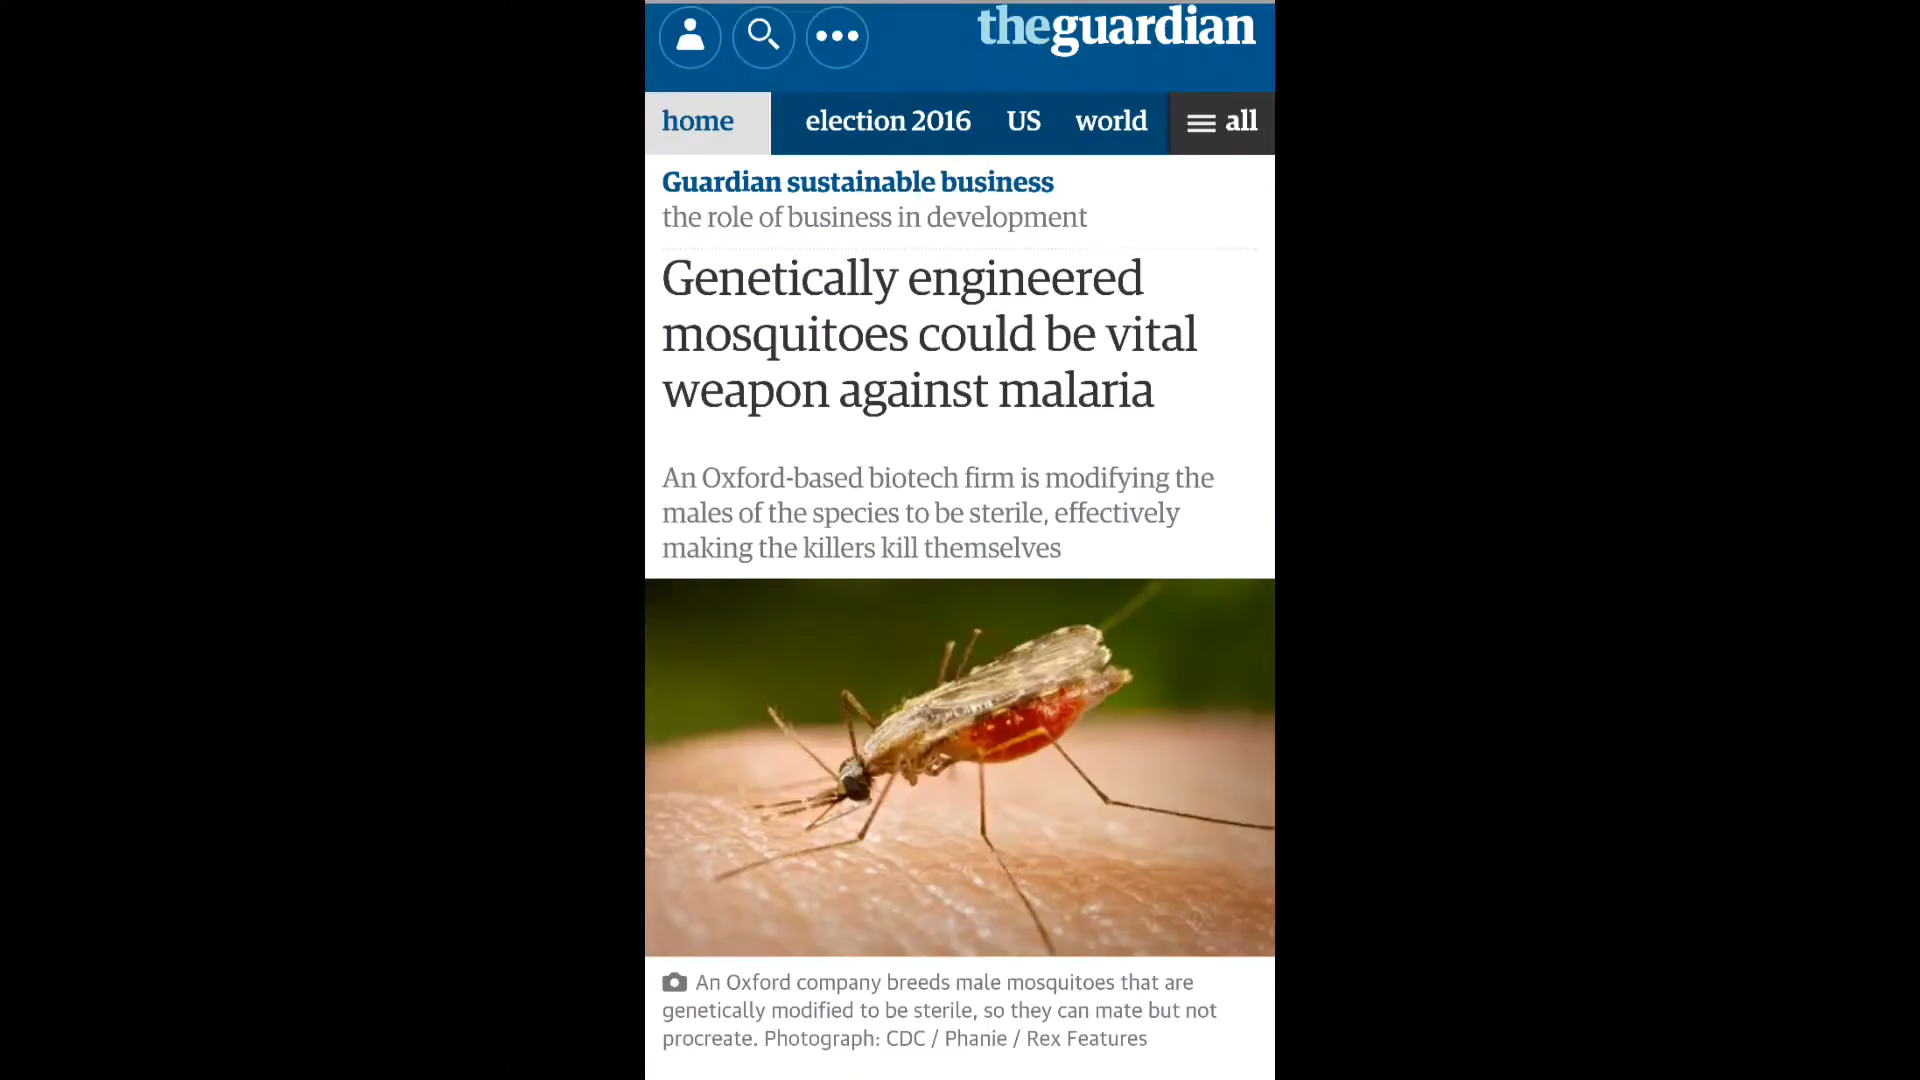 theguardian
home election 2016 US world all
Guardian sustainable business
the role of business in development
Genetically engineered
mosquitoes could be vital
weapon against malaria
An Oxford-based biotech firm is modifying the
males of the species to be sterile, effectively
making the killers kill themselves
An Oxford company breeds male mosquitoes that are
genetically modified to be sterile, so they can mate but not
procreate. Photograph: CDC / Phanie / Rex Features